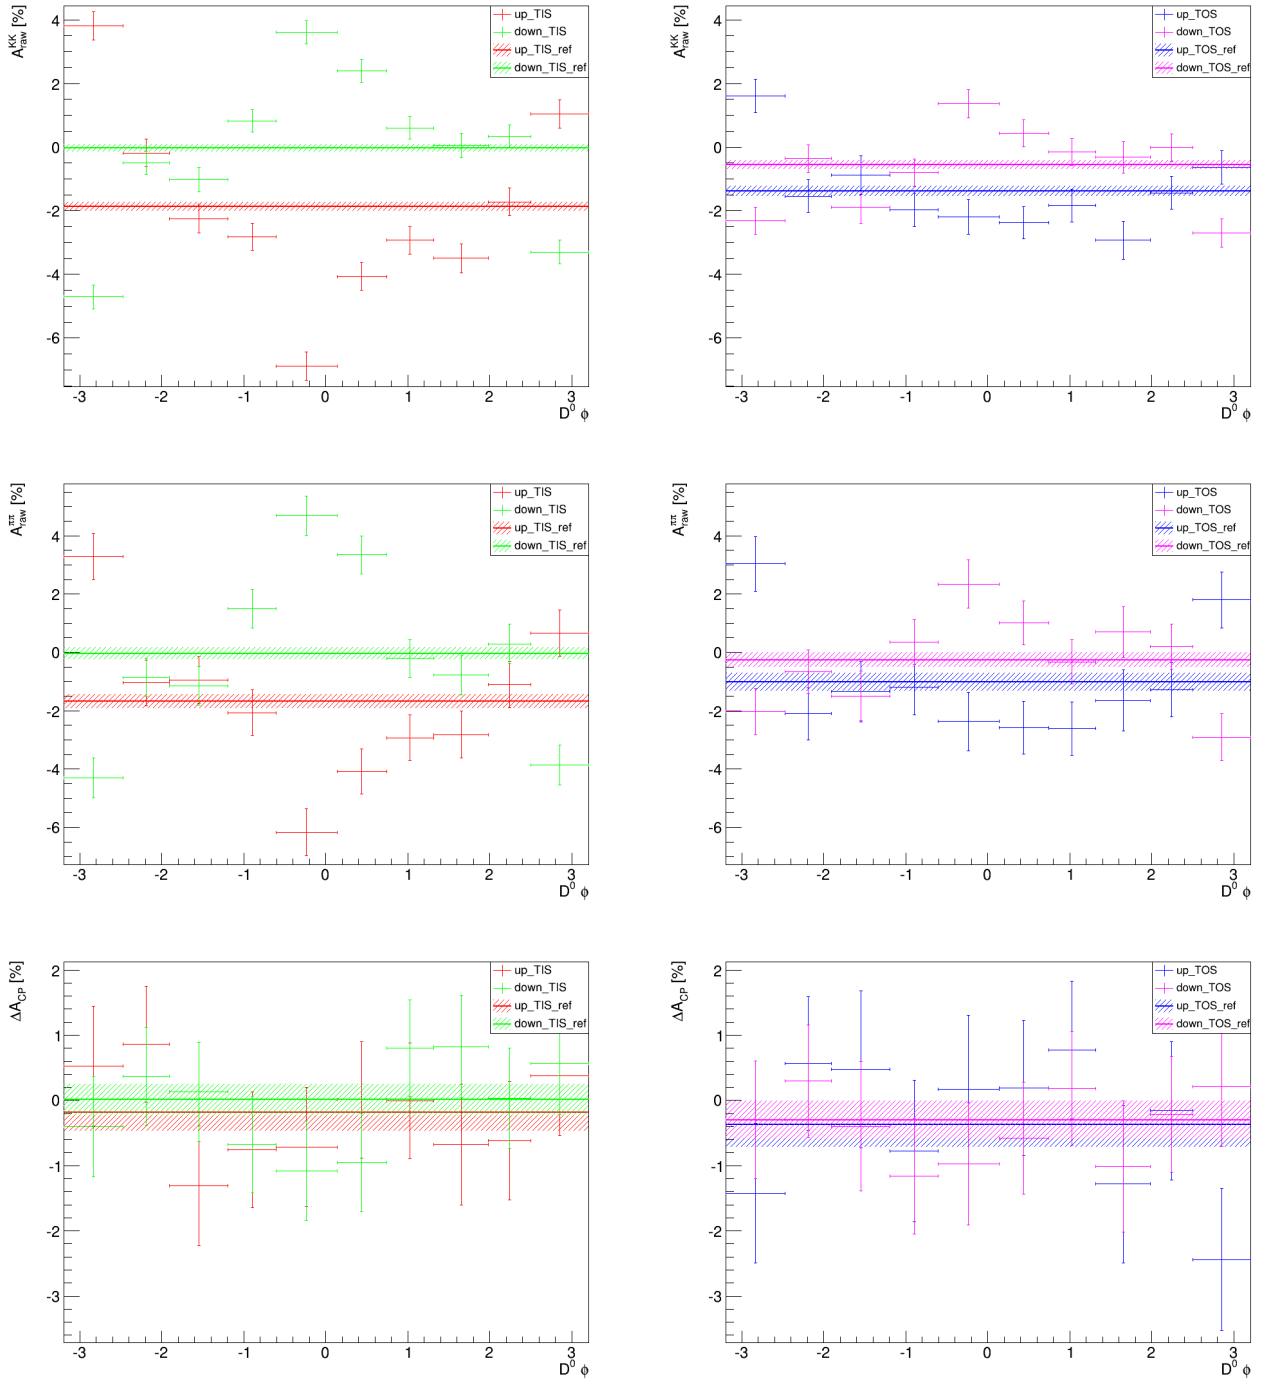 A_raw^KK [%]
up_TIS
down_TIS
up_TIS_ref
down_TIS_ref
4
2
0
-2
-4
-6
-3 -2 -1 0 1 2 3
D^0 ϕ
A_raw^KK [%]
up_TOS
down_TOS
up_TOS_ref
down_TOS_ref
4
2
0
-2
-4
-6
-3 -2 -1 0 1 2 3
D^0 ϕ
A_raw^ππ [%]
up_TIS
down_TIS
up_TIS_ref
down_TIS_ref
4
2
0
-2
-4
-6
-3 -2 -1 0 1 2 3
D^0 ϕ
A_raw^ππ [%]
up_TOS
down_TOS
up_TOS_ref
down_TOS_ref
4
2
0
-2
-4
-6
-3 -2 -1 0 1 2 3
D^0 ϕ
ΔA_CP [%]
up_TIS
down_TIS
up_TIS_ref
down_TIS_ref
2
1
0
-1
-2
-3
-3 -2 -1 0 1 2 3
D^0 ϕ
ΔA_CP [%]
up_TOS
down_TOS
up_TOS_ref
down_TOS_ref
2
1
0
-1
-2
-3
-3 -2 -1 0 1 2 3
D^0 ϕ